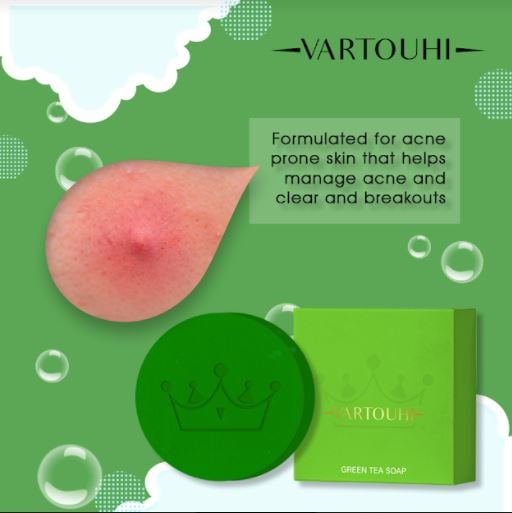 VARTOUHI
Formulated for acne
prone skin that helps
manage acne and
clear and breakouts
V
VARTOUHI
GREEN TEA SOAP